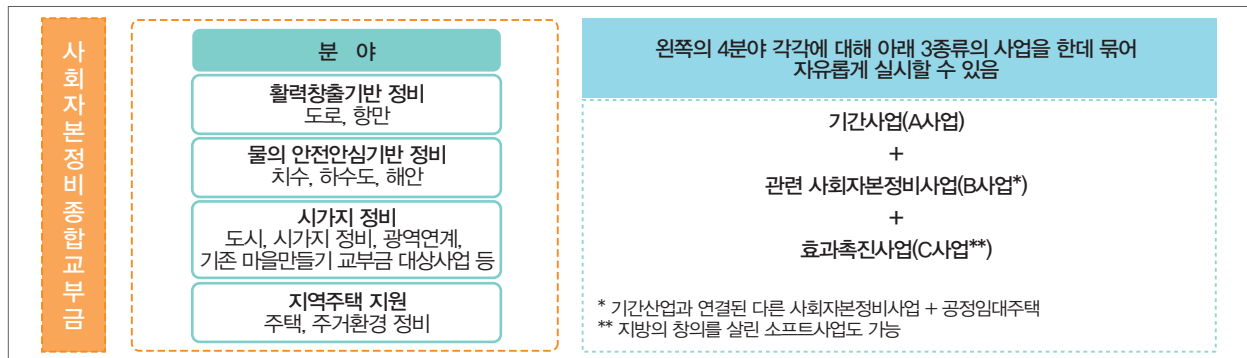 사회자본정비종합교부금
분 야
활력창출기반 정비
도로, 항만
물의 안전안심기반 정비
치수, 하수도, 해안
시가지 정비
도시, 시가지 정비, 광역연계,
기존 마을만들기 교부금 대상사업 등
지역주택 지원
주택, 주거환경 정비
왼쪽의 4분야 각각에 대해 아래 3종류의 사업을 한데 묶어
자유롭게 실시할 수 있음
기간사업(A사업)
+
관련 사회자본정비사업(B사업*)
+
효과촉진사업(C사업**)
* 기간산업과 연결된 다른 사회자본정비사업 + 공정임대주택
** 지방의 창의를 살린 소프트사업도 가능